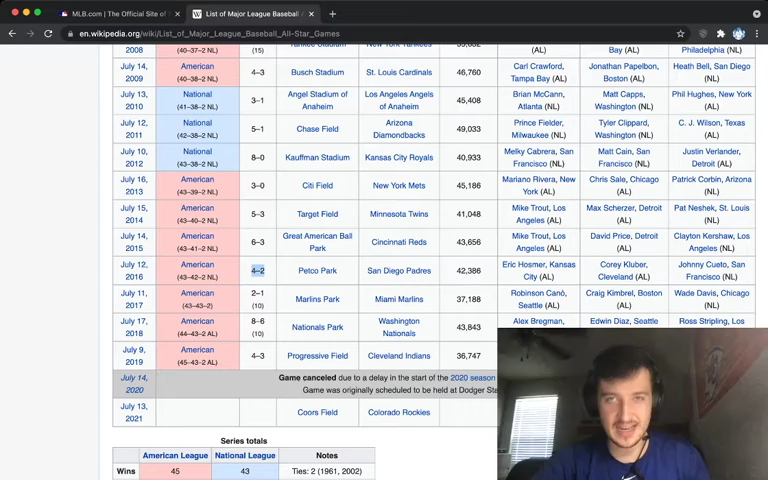 MLB.com | The Official Site of
List of Major League Baseball A
en.wikipedia.org/wiki/List_of_Major_League_Baseball_All-Star_Games
2008 (40–37–2 NL) (15) Yankee Stadium New York Yankees (AL) Bay (AL) Philadelphia (NL)
July 14, 2009 American (40–38–2 NL) 4–3 Busch Stadium St. Louis Cardinals 46,760 Carl Crawford, Tampa Bay (AL) Jonathan Papelbon, Boston (AL) Heath Bell, San Diego (NL)
July 13, 2010 National (41–38–2 NL) 3–1 Angel Stadium of Anaheim Los Angeles Angels of Anaheim 45,408 Brian McCann, Atlanta (NL) Matt Capps, Washington (NL) Phil Hughes, New York (AL)
July 12, 2011 National (42–38–2 NL) 5–1 Chase Field Arizona Diamondbacks 49,033 Prince Fielder, Milwaukee (NL) Tyler Clippard, Washington (NL) C. J. Wilson, Texas (AL)
July 10, 2012 National (43–38–2 NL) 8–0 Kauffman Stadium Kansas City Royals 40,933 Melky Cabrera, San Francisco (NL) Matt Cain, San Francisco (NL) Justin Verlander, Detroit (AL)
July 16, 2013 American (43–39–2 NL) 3–0 Citi Field New York Mets 45,186 Mariano Rivera, New York (AL) Chris Sale, Chicago (AL) Patrick Corbin, Arizona (NL)
July 15, 2014 American (43–40–2 NL) 5–3 Target Field Minnesota Twins 41,048 Mike Trout, Los Angeles (AL) Max Scherzer, Detroit (AL) Pat Neshek, St. Louis (NL)
July 14, 2015 American (43–41–2 NL) 6–3 Great American Ball Park Cincinnati Reds 43,656 Mike Trout, Los Angeles (AL) David Price, Detroit (AL) Clayton Kershaw, Los Angeles (NL)
July 12, 2016 American (43–42–2 NL) 4–2 Petco Park San Diego Padres 42,386 Eric Hosmer, Kansas City (AL) Corey Kluber, Cleveland (AL) Johnny Cueto, San Francisco (NL)
July 11, 2017 American (43–43–2) 2–1 (10) Marlins Park Miami Marlins 37,188 Robinson Canó, Seattle (AL) Craig Kimbrel, Boston (AL) Wade Davis, Chicago (NL)
July 17, 2018 American (44–43–2 AL) 8–6 (10) Nationals Park Washington Nationals 43,843 Alex Bregman, Edwin Diaz, Seattle Ross Stripling, Los
July 9, 2019 American (45–43–2 AL) 4–3 Progressive Field Cleveland Indians 36,747
July 14, 2020 Game canceled due to a delay in the start of the 2020 season
Game was originally scheduled to be held at Dodger Sta
July 13, 2021 Coors Field Colorado Rockies
Series totals
American League National League Notes
Wins 45 43 Ties: 2 (1961, 2002)